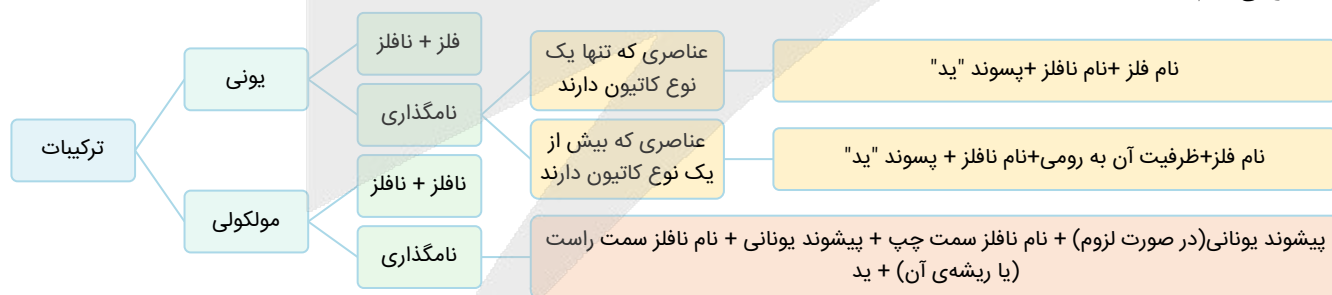 ترکیبات
یونی
فلز + نافلز
نامگذاری
عناصری که تنها یک
نوع کاتیون دارند
نام فلز +نام نافلز +پسوند "ید"
عناصری که بیش از
یک نوع کاتیون دارند
نام فلز+ظرفیت آن به رومی+نام نافلز + پسوند "ید"
مولکولی
نافلز + نافلز
نامگذاری
پیشوند یونانی(در صورت لزوم) + نام نافلز سمت چپ + پیشوند یونانی + نام نافلز سمت راست
(یا ریشه‌ی آن) + ید